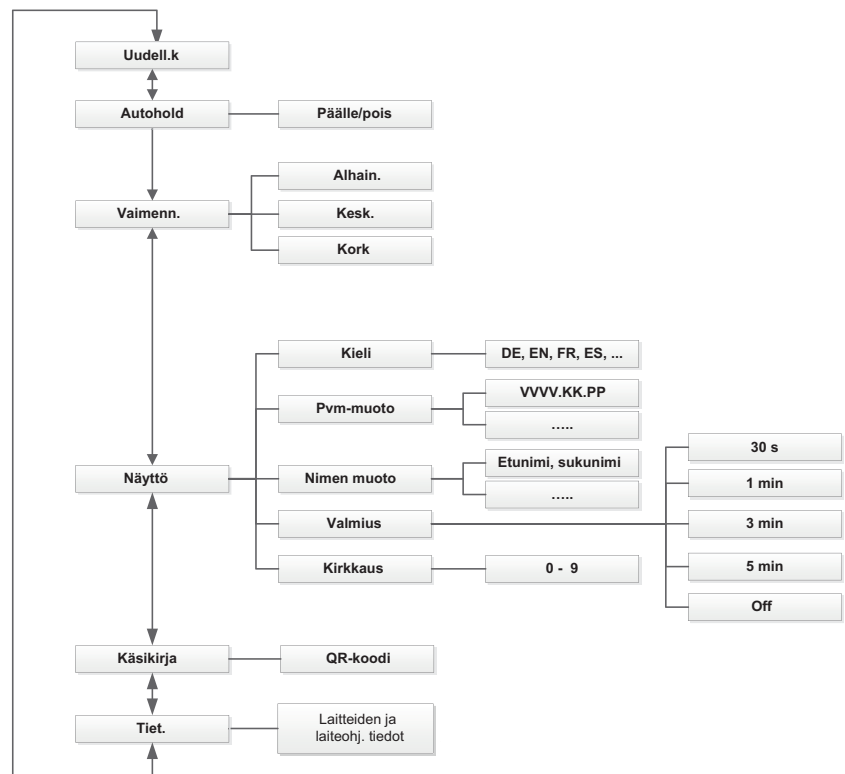 Uudell.k
Autohold
Päälle/pois
Alhain.
Vaimenn.
Kesk.
Kork
Kieli
DE, EN, FR, ES, ...
Pvm-muoto
VVVV.KK.PP
.....
Näyttö
Nimen muoto
Etunimi, sukunimi
.....
Valmius
30 s
1 min
3 min
5 min
Off
Kirkkaus
0 - 9
Käsikirja
QR-koodi
Tiet.
Laitteiden ja
laiteohj. tiedot